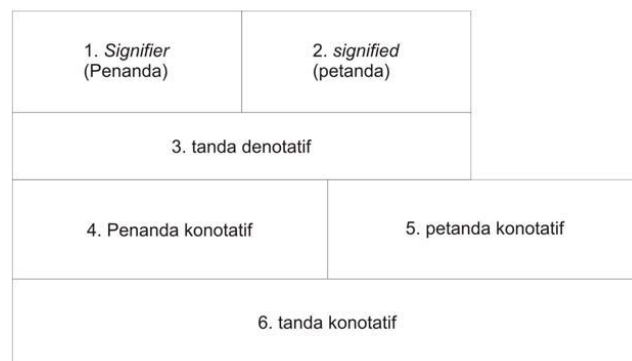 1. Signifier
(Penanda)
2. signified
(petanda)
3. tanda denotatif
4. Penanda konotatif
5. petanda konotatif
6. tanda konotatif